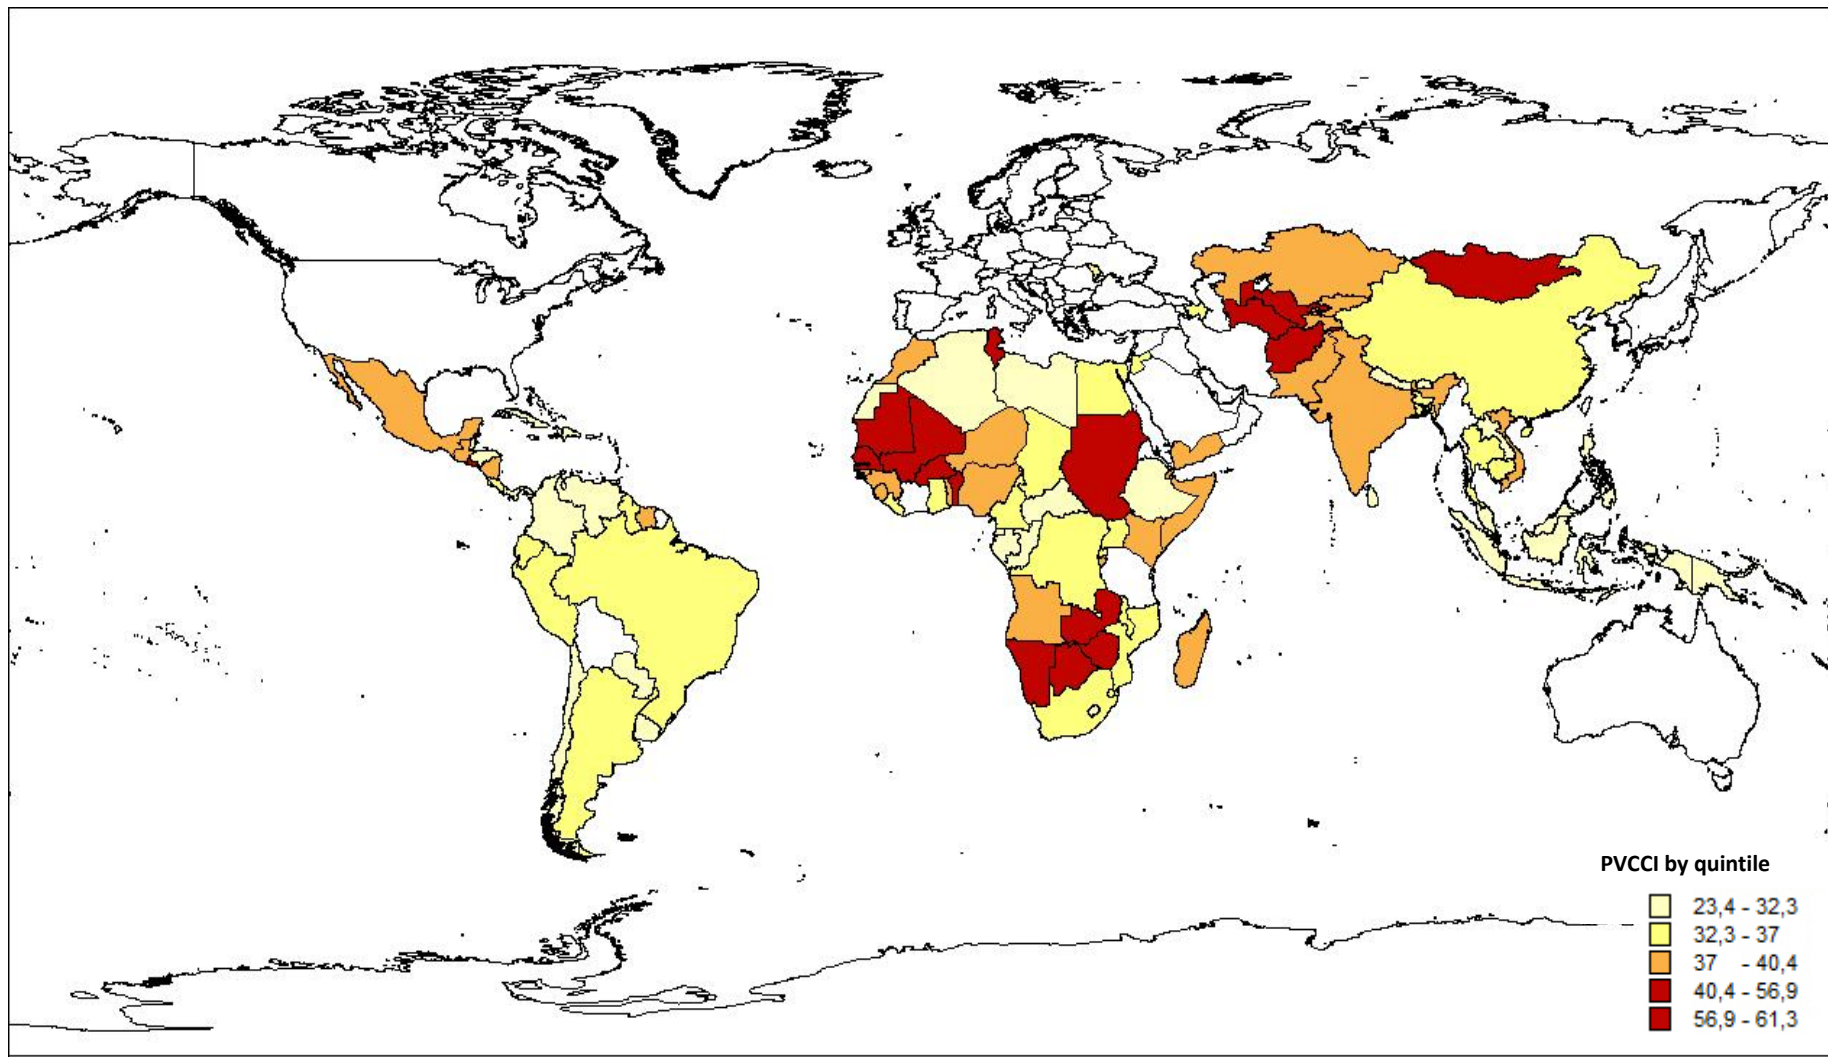 PVCCI by quintile
23,4 - 32,3
32,3 - 37
37 - 40,4
40,4 - 56,9
56,9 - 61,3